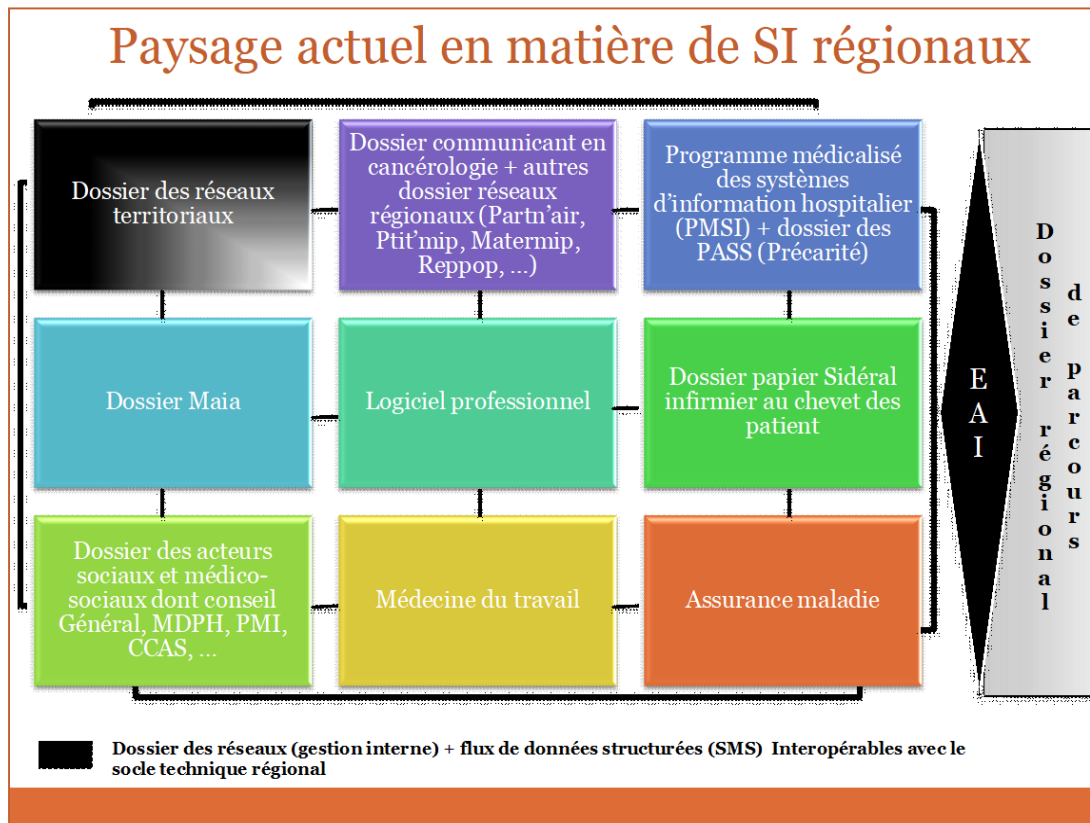 Paysage actuel en matière de SI régionaux
Dossier des réseaux
territoriaux
Dossier communicant en
cancérologie + autres
dossier réseaux
régionaux (Partn’air,
Ptit’mip, Matermip,
Reppop, …)
Programme médicalisé
des systèmes
d’information hospitalier
(PMSI) + dossier des
PASS (Précarité)
Dossier Maia
Logiciel professionnel
Dossier papier Sidéral
infirmier au chevet des
patient
Dossier des acteurs
sociaux et médico-
sociaux dont conseil
Général, MDPH, PMI,
CCAS, …
Médecine du travail
Assurance maladie
EAI
Dossier régional
de parcours
Dossier des réseaux (gestion interne) + flux de données structurées (SMS) Interopérables avec le
socle technique régional